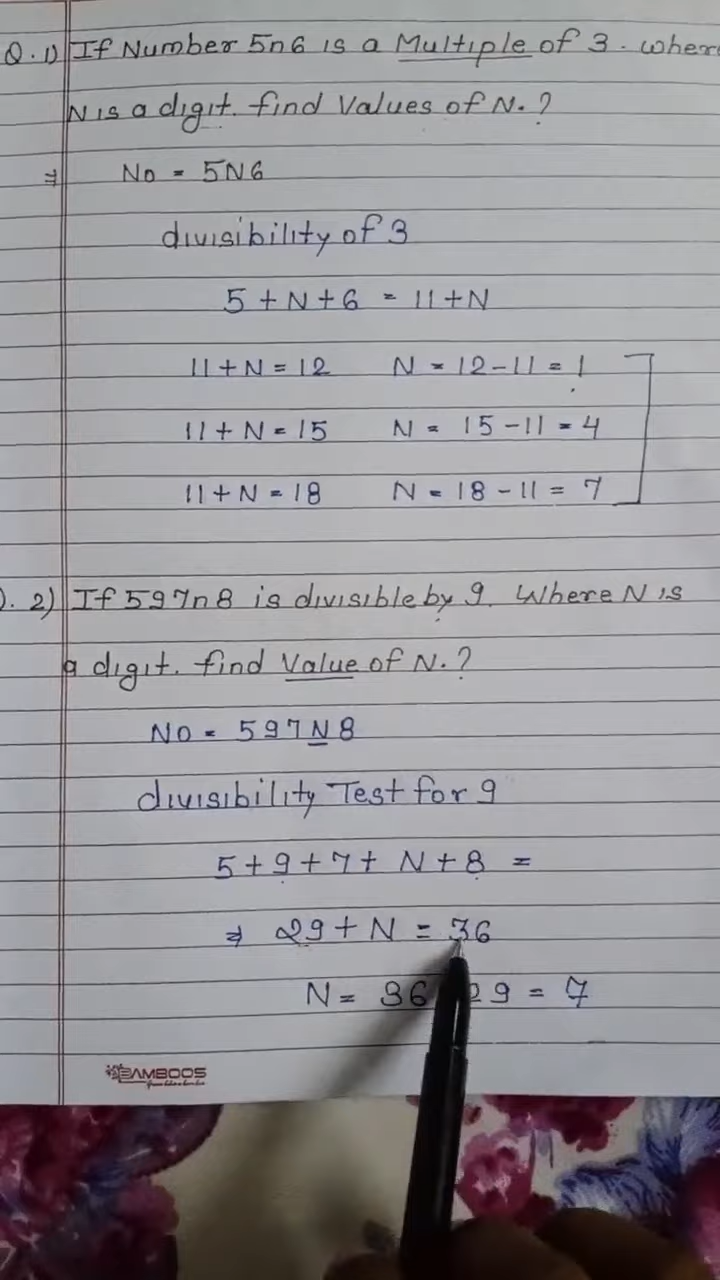 Q. 1) If Number 5n6 is a Multiple of 3. where
N is a digit. find Values of N. ?
⇒ No = 5N6
divisibility of 3
5 + N + 6 = 11 + N
11 + N = 12 N = 12 - 11 = 1
11 + N = 15 N = 15 - 11 = 4
11 + N = 18 N = 18 - 11 = 7
. 2) If 597n8 is divisible by 9. Where N is
a digit. find Value of N. ?
No = 597N8
divisibility Test for 9
5 + 9 + 7 + N + 8 =
⇒ 29 + N = 36
N = 36 29 = 7
BAMBOOS